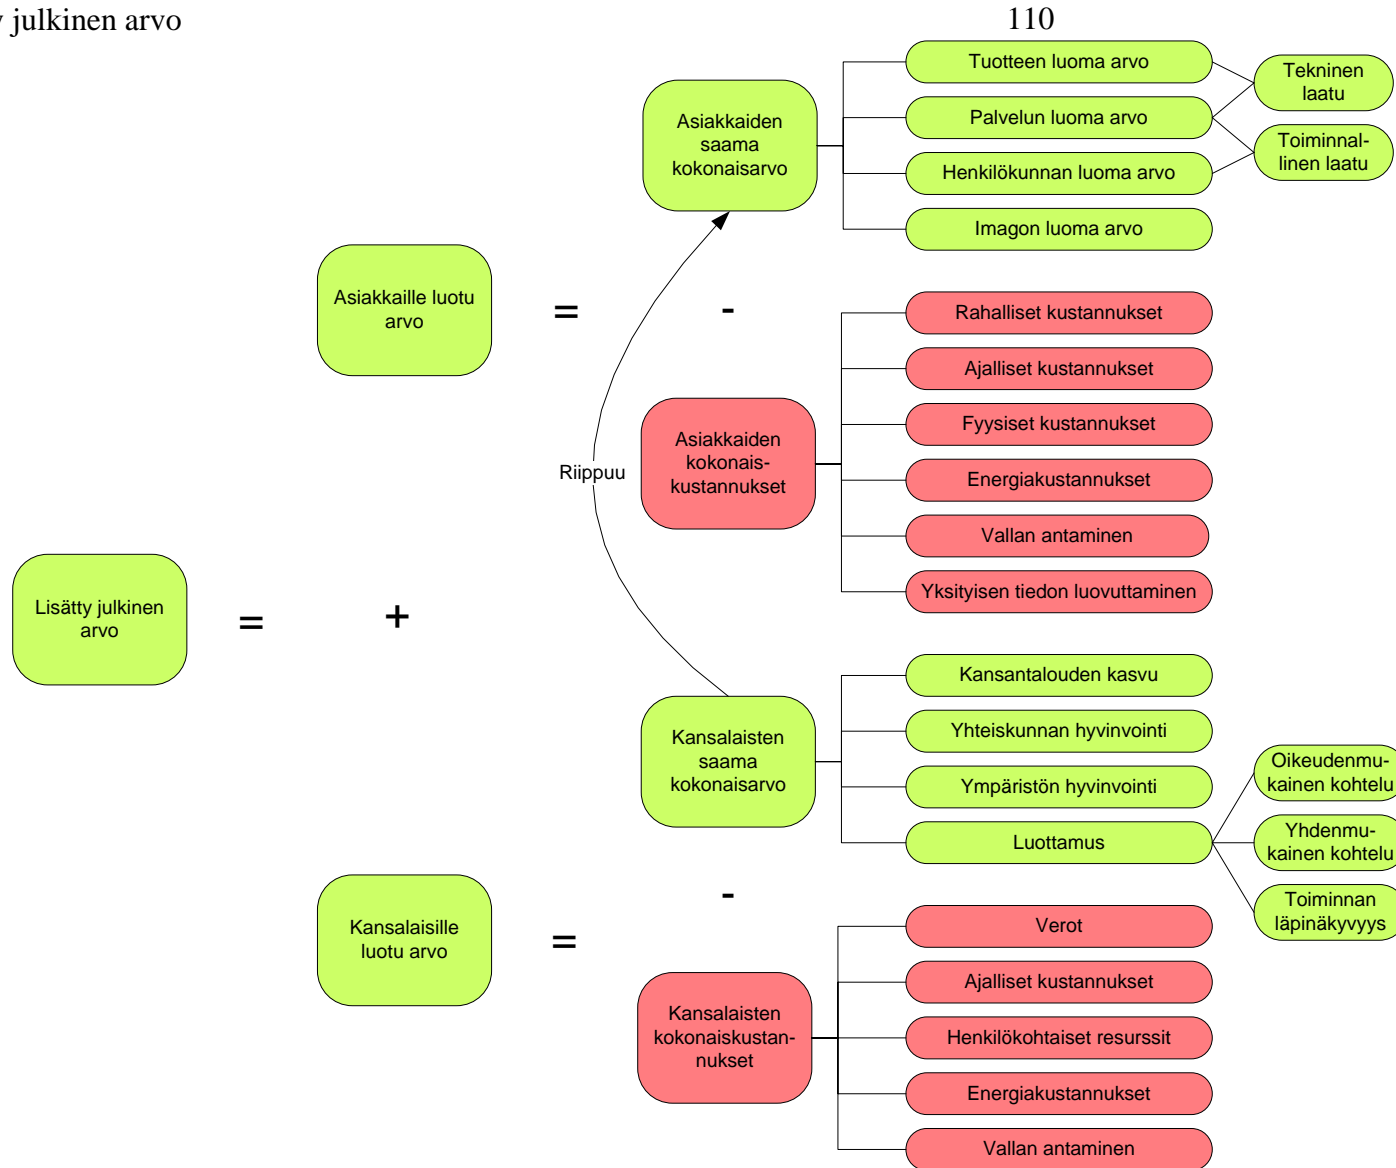 julkinen arvo
110
Tuotteen luoma arvo
Palvelun luoma arvo
Henkilökunnan luoma arvo
Imagon luoma arvo
Tekninen
laatu
Toiminnal-
linen laatu
Asiakkaiden
saama
kokonaisarvo
Asiakkaille luotu
arvo
=
-
Rahalliset kustannukset
Ajalliset kustannukset
Fyysiset kustannukset
Energiakustannukset
Vallan antaminen
Yksityisen tiedon luovuttaminen
Asiakkaiden
kokonais-
kustannukset
Riippuu
Lisätty julkinen
arvo
=
+
Kansantalouden kasvu
Yhteiskunnan hyvinvointi
Ympäristön hyvinvointi
Luottamus
Kansalaisten
saama
kokonaisarvo
Oikeudenmu-
kainen kohtelu
Yhdenmu-
kainen kohtelu
Toiminnan
läpinäkyvyys
Kansalaisille
luotu arvo
=
-
Verot
Ajalliset kustannukset
Henkilökohtaiset resurssit
Energiakustannukset
Vallan antaminen
Kansalaisten
kokonaiskustan-
nukset